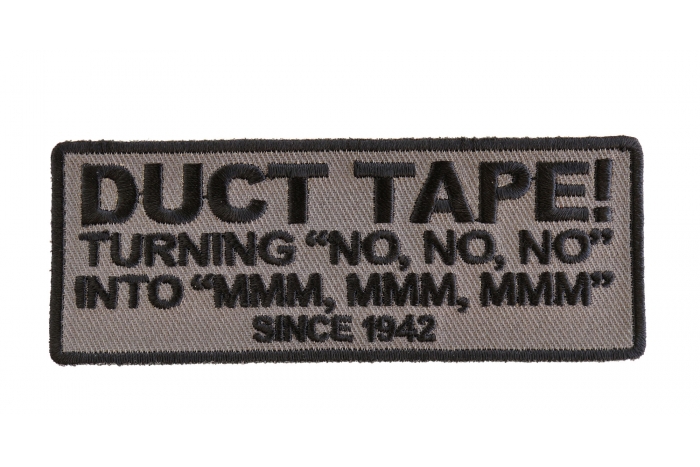 DUCT TAPE!
TURNING “NO, NO, NO”
INTO “MMM, MMM, MMM”
SINCE 1942